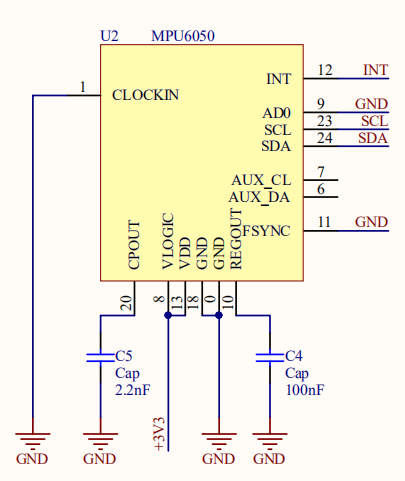 U2 MPU6050
1 CLOCKIN
INT 12 INT
AD0 9 GND
SCL 23 SCL
SDA 24 SDA
AUX_CL 7
AUX_DA 6
FSYNC 11 GND
CPOUT VLOGIC VDD GND GND REGOUT
20 8 13 18 0 10
C5
Cap
2.2nF
C4
Cap
100nF
+3V3
GND GND GND GND